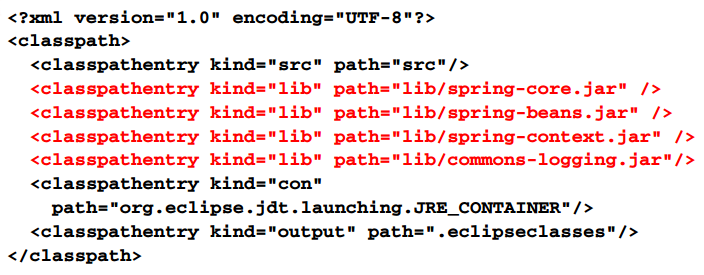 <?xml version="1.0" encoding="UTF-8"?>
<classpath>
<classpathentry kind="src" path="src"/>
<classpathentry kind="lib" path="lib/spring-core.jar" />
<classpathentry kind="lib" path="lib/spring-beans.jar" />
<classpathentry kind="lib" path="lib/spring-context.jar" />
<classpathentry kind="lib" path="lib/commons-logging.jar"/>
<classpathentry kind="con"
path="org.eclipse.jdt.launching.JRE_CONTAINER"/>
<classpathentry kind="output" path=".eclipseclasses"/>
</classpath>